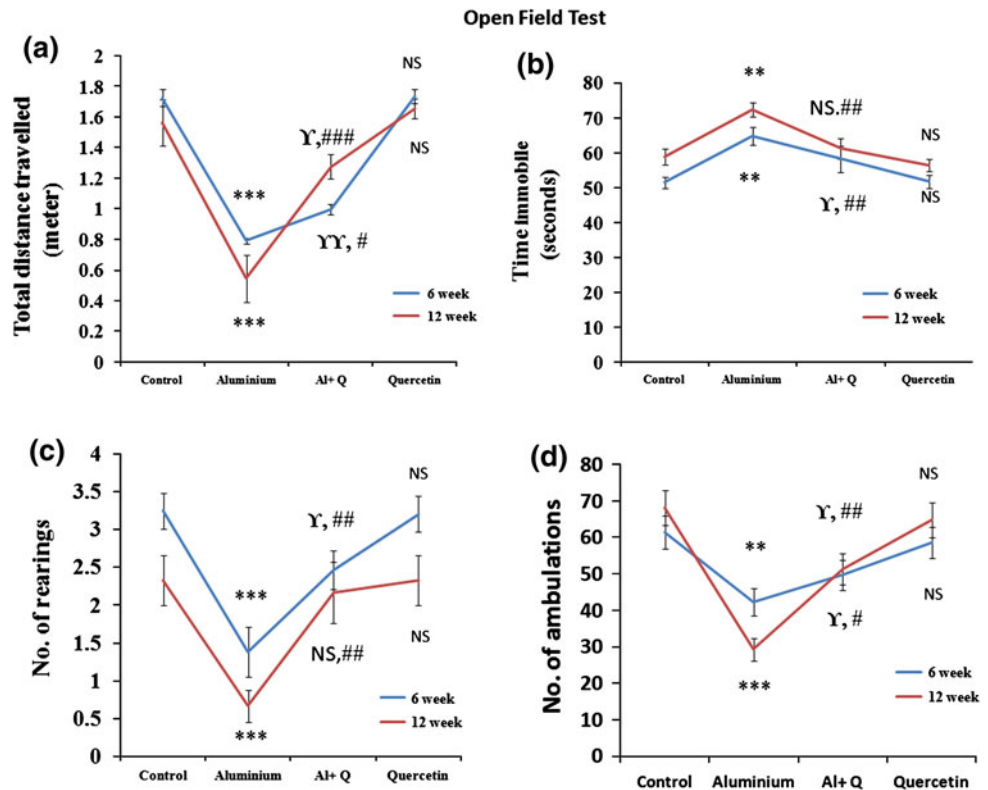 Open Field Test
(a)
Total distance travelled
(meter)
2
1.8
1.6
1.4
1.2
1
0.8
0.6
0.4
0.2
0
NS
ϒ,###
NS
***
ϒϒ, #
***
6 week
12 week
Control Aluminium Al+ Q Quercetin
(b)
Time Immobile
(seconds)
80
70
60
50
40
30
20
10
0
**
NS.##
NS
**
ϒ, ##
NS
6 week
12 week
Control Aluminium Al+ Q Quercetin
(c)
No. of rearings
4
3.5
3
2.5
2
1.5
1
0.5
0
NS
ϒ, ##
***
NS,##
NS
***
6 week
12 week
Control Aluminium Al+ Q Quercetin
(d)
No. of ambulations
80
70
60
50
40
30
20
10
0
NS
ϒ, ##
**
NS
ϒ, #
***
6 week
12 week
Control Aluminium Al+ Q Quercetin